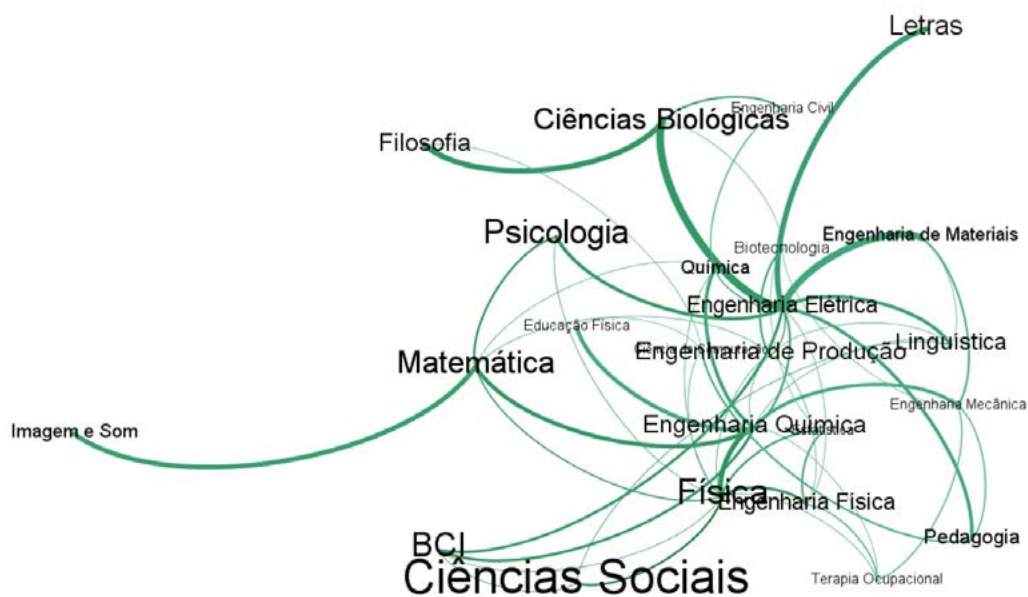 Letras
Engenharia Civil
Ciências Biológicas
Filosofia
Psicologia
Engenharia de Materiais
Biotecnologia
Química
Engenharia Elétrica
Educação Física
Linguística
Engenharia de Produção
Matemática
Engenharia Mecânica
Engenharia Química
Estatística
Imagem e Som
Física
Engenharia Física
Pedagogia
BCI
Ciências Sociais
Terapia Ocupacional